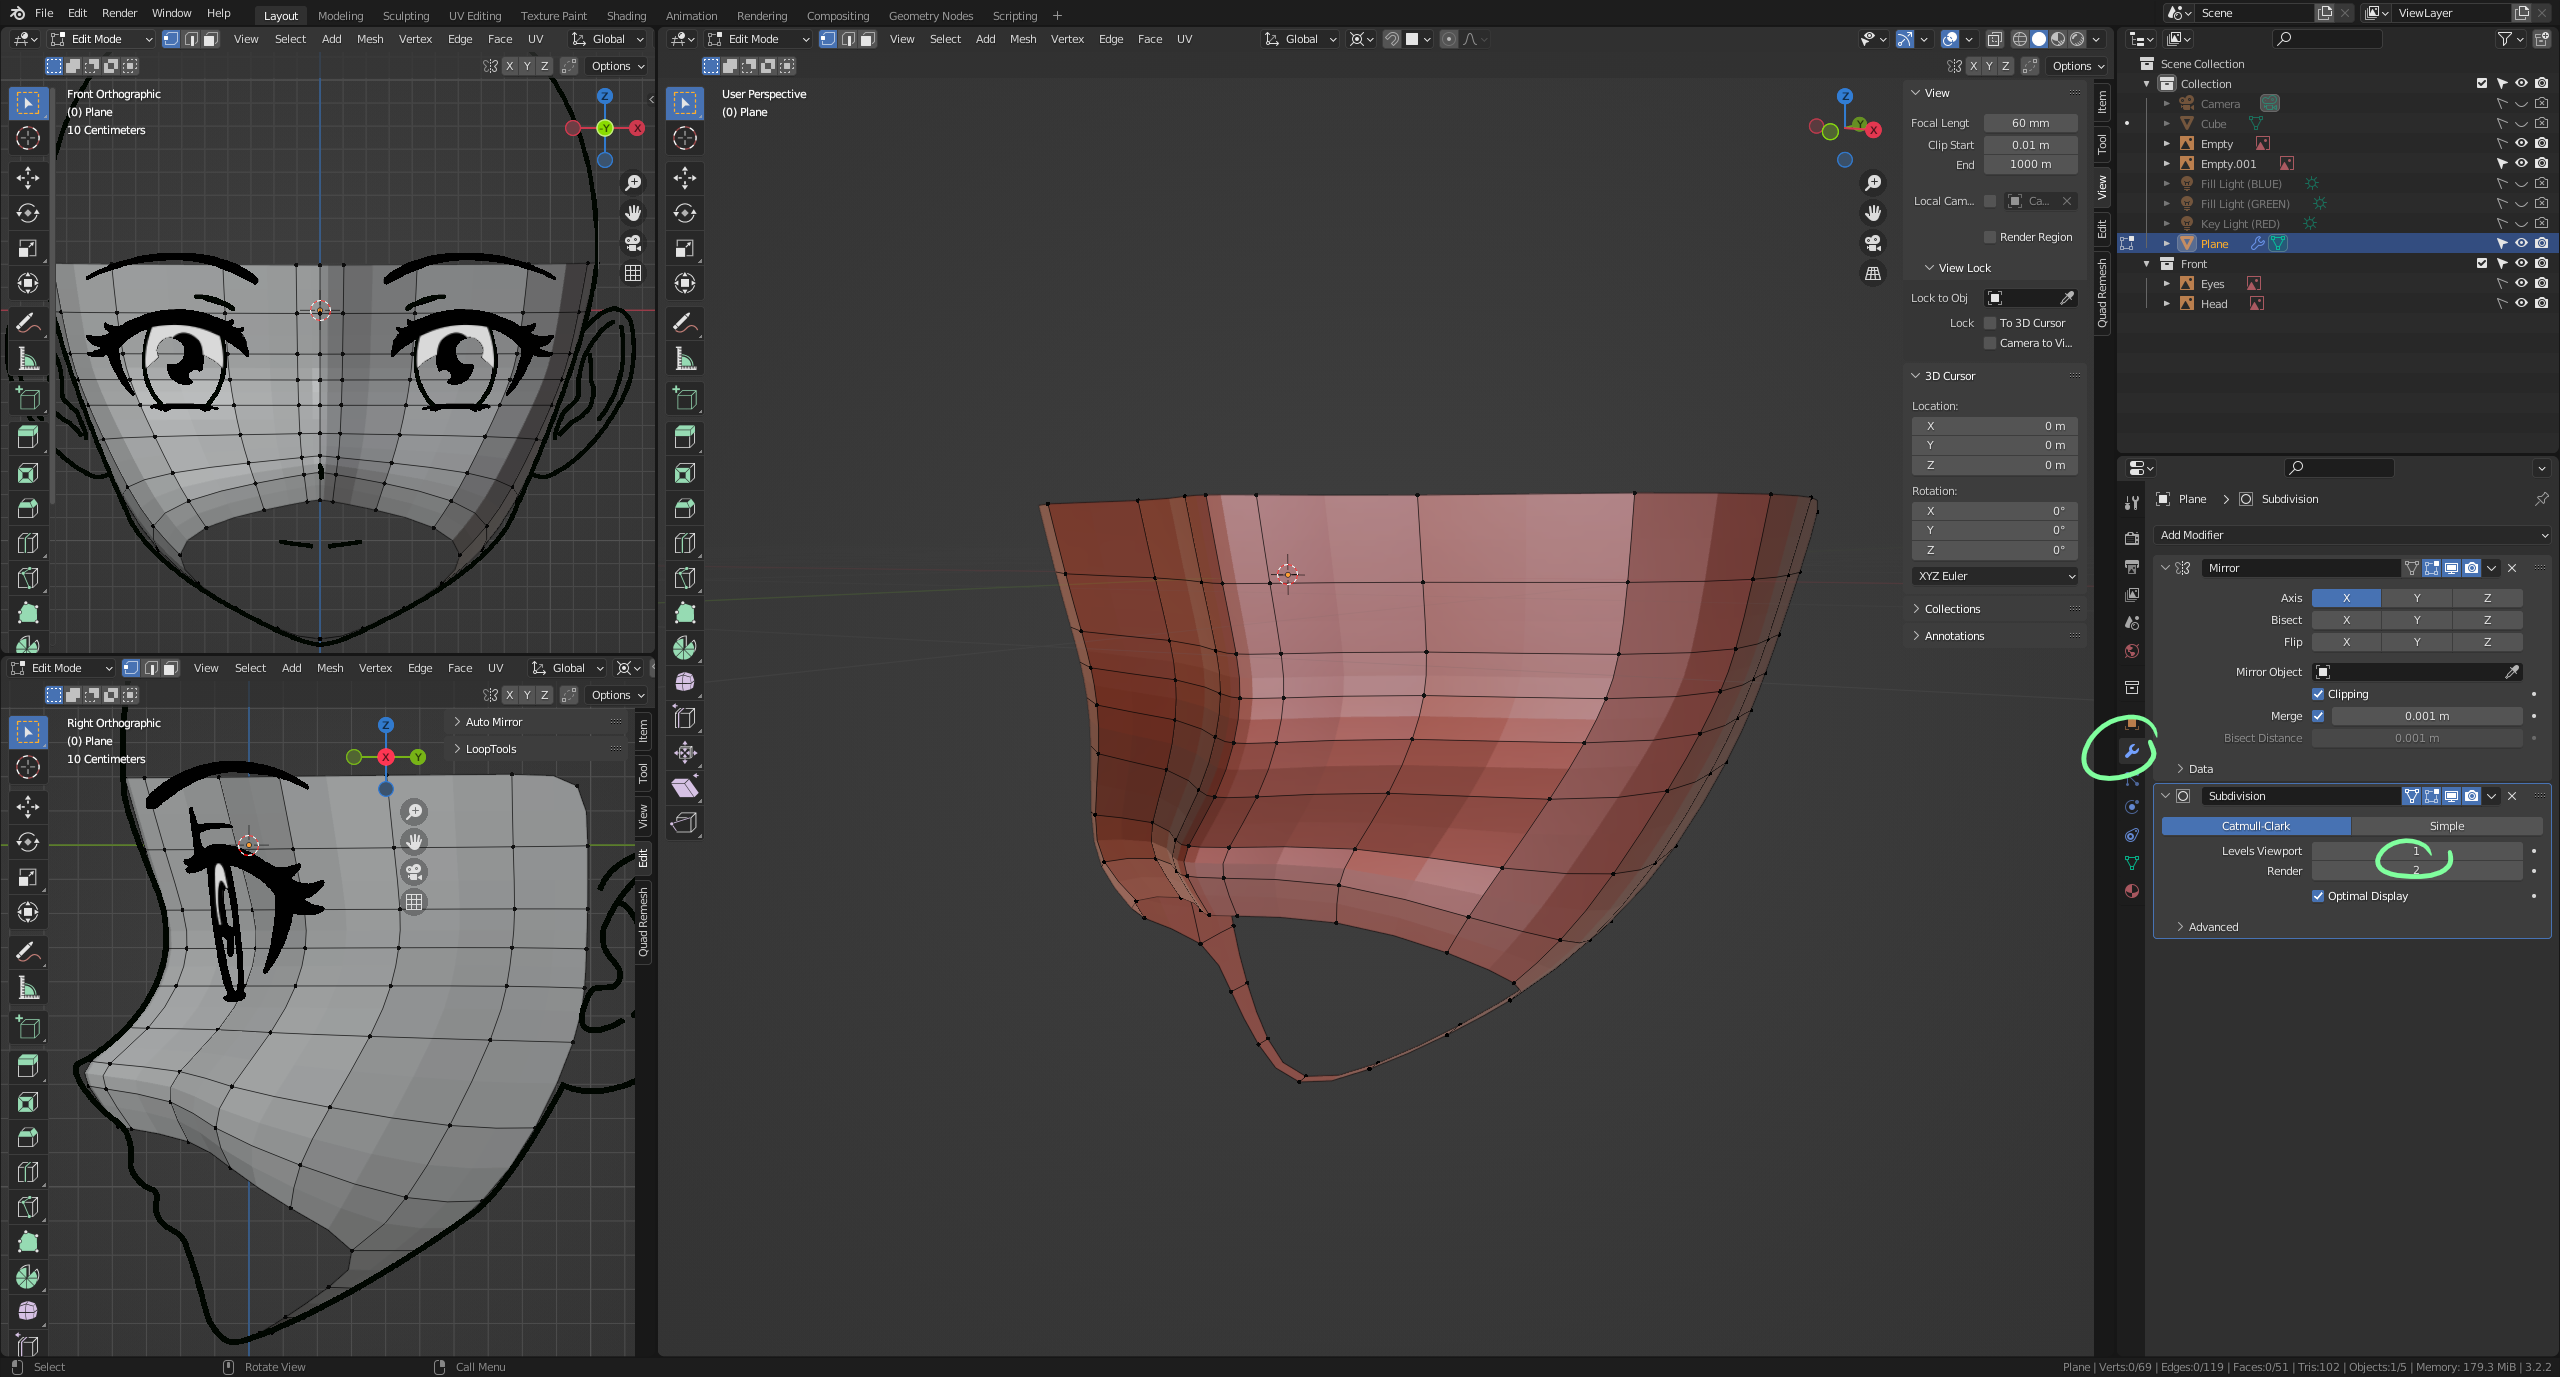 File Edit Render Window Help Layout Modeling Sculpting UV Editing Texture Paint Shading Animation Rendering Compositing Geometry Nodes Scripting + Scene ViewLayer
Edit Mode View Select Add Mesh Vertex Edge Face UV Global
X Y Z Options
Front Orthographic
(0) Plane
10 Centimeters
Z
-Y X
Edit Mode View Select Add Mesh Vertex Edge Face UV Global
X Y Z Options
Right Orthographic
(0) Plane
10 Centimeters
Auto Mirror
LoopTools
Z
X Y
Item
Tool
View
Edit
Quad Remesh
Edit Mode View Select Add Mesh Vertex Edge Face UV Global
X Y Z Options
User Perspective
(0) Plane
Z
Y X
View
Focal Lengt 60 mm
Clip Start 0.01 m
End 1000 m
Local Cam... Ca...
Render Region
View Lock
Lock to Obj
Lock To 3D Cursor
Camera to Vi...
3D Cursor
Location:
X 0 m
Y 0 m
Z 0 m
Rotation:
X 0°
Y 0°
Z 0°
XYZ Euler
Collections
Annotations
Item
Tool
View
Edit
Quad Remesh
Scene Collection
Collection
Camera
Cube
Empty
Empty.001
Fill Light (BLUE)
Fill Light (GREEN)
Key Light (RED)
Plane
Front
Eyes
Head
Plane Subdivision
Add Modifier
Mirror
Axis X Y Z
Bisect X Y Z
Flip X Y Z
Mirror Object
Clipping
Merge 0.001 m
Bisect Distance 0.001 m
Data
Subdivision
Catmull-Clark Simple
Levels Viewport 1
Render 2
Optimal Display
Advanced
Select Rotate View Call Menu
Plane | Verts:0/69 | Edges:0/119 | Faces:0/51 | Tris:102 | Objects:1/5 | Memory: 179.3 MiB | 3.2.2